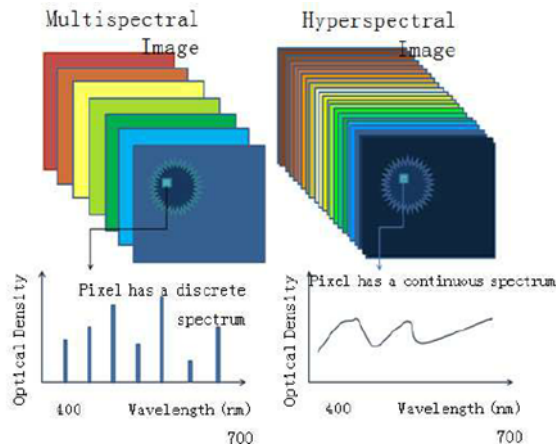 Multispectral
Image
Hyperspectral
Image
Optical Density
Pixel has a discrete
spectrum
400
Wavelength (nm)
700
Optical Density
Pixel has a continuous spectrum
400
Wavelength (nm)
700